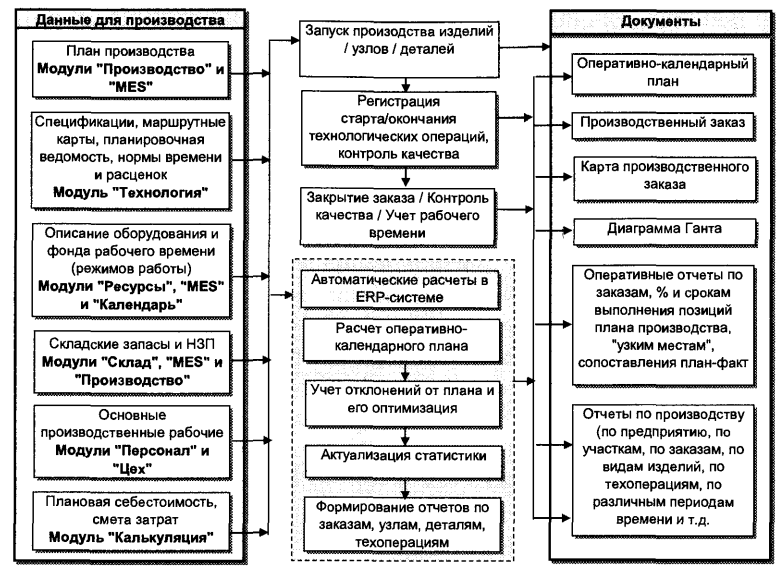 Данные для производства
План производства
Модули "Производство" и
"MES"
Спецификации, маршрутные
карты, планировочная
ведомость, нормы времени
и расценок
Модуль "Технология"
Описание оборудования и
фонда рабочего времени
(режимов работы)
Модули "Ресурсы", "MES"
и "Календарь"
Складские запасы и НЗП
Модули "Склад", "MES" и
"Производство"
Основные
производственные рабочие
Модули "Персонал" и
"Цех"
Плановая себестоимость,
смета затрат
Модуль "Калькуляция"
Запуск произодства изделий
/ узлов / деталей
Регистрация
старта/окончания
технологических операций,
контроль качества
Закрытие заказа / Контроль
качества / Учет рабочего
времени
Автоматические расчеты в
ERP-системе
Расчет оперативно-
календарного плана
Учет отклонений от плана и
его оптимизация
Актуализация статистики
Формирование отчетов по
заказам, узлам, деталям,
техоперациям
Документы
Оперативно-календарный
план
Производственный заказ
Карта производственного
заказа
Диаграмма Ганта
Оперативные отчеты по
заказам, % и срокам
выполнения позиций
плана производства,
"узким местам",
сопоставления план-факт
Отчеты по производству
(по предприятию, по
участкам, по заказам, по
видам изделий, по
техоперациям, по
различным периодам
времени и т.д.